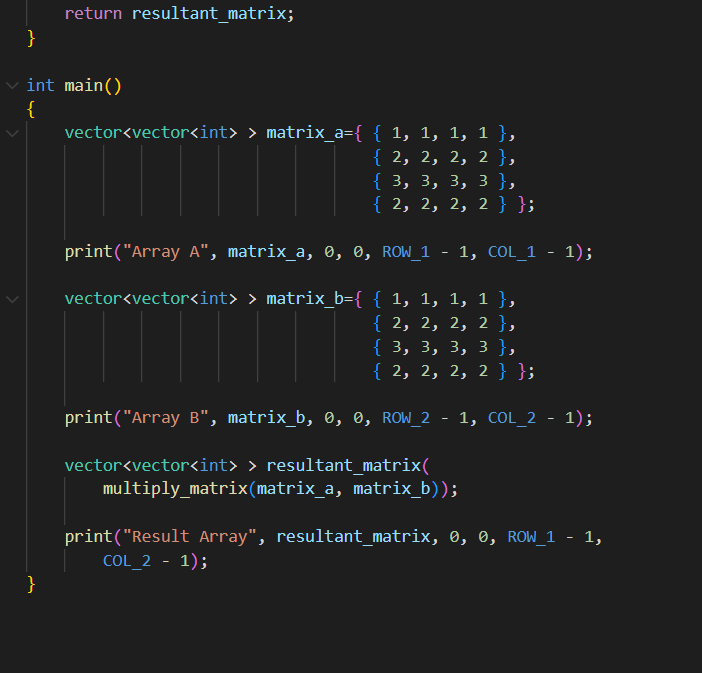 return resultant_matrix;
}
int main()
{
vector<vector<int> > matrix_a={ { 1, 1, 1, 1 },
{ 2, 2, 2, 2 },
{ 3, 3, 3, 3 },
{ 2, 2, 2, 2 } };
print("Array A", matrix_a, 0, 0, ROW_1 - 1, COL_1 - 1);
vector<vector<int> > matrix_b={ { 1, 1, 1, 1 },
{ 2, 2, 2, 2 },
{ 3, 3, 3, 3 },
{ 2, 2, 2, 2 } };
print("Array B", matrix_b, 0, 0, ROW_2 - 1, COL_2 - 1);
vector<vector<int> > resultant_matrix(
multiply_matrix(matrix_a, matrix_b));
print("Result Array", resultant_matrix, 0, 0, ROW_1 - 1,
COL_2 - 1);
}